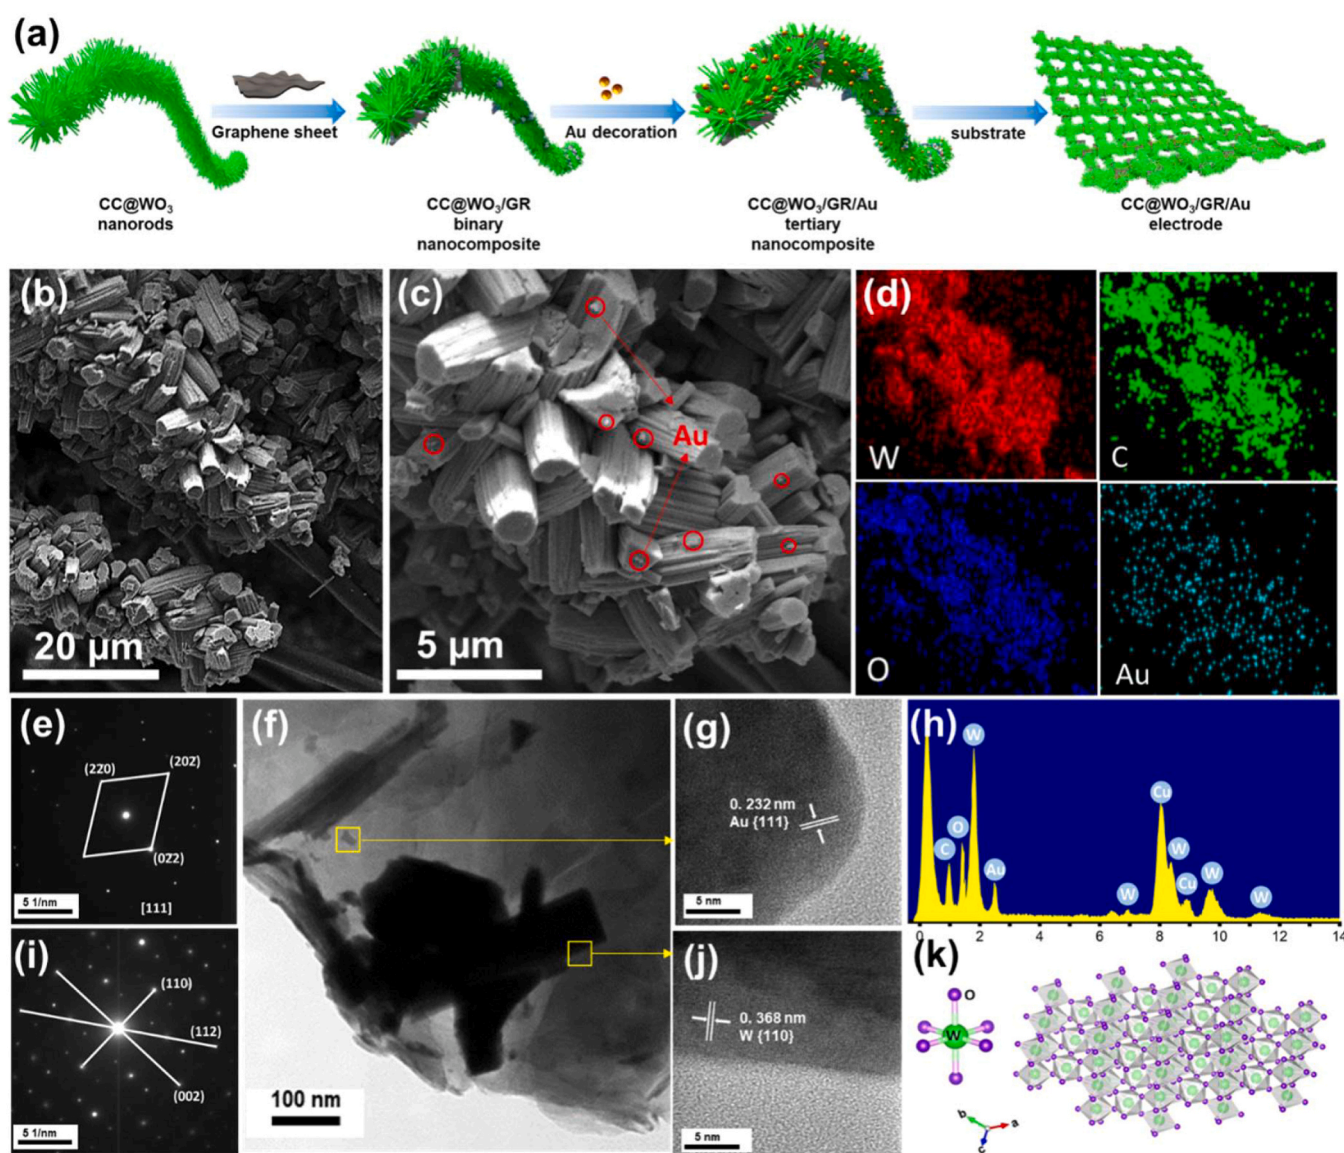 (a)
Graphene sheet
Au decoration
substrate
CC@WO₃
nanorods
CC@WO₃/GR
binary
nanocomposite
CC@WO₃/GR/Au
tertiary
nanocomposite
CC@WO₃/GR/Au
electrode
(b)
20 µm
(c)
Au
5 µm
(d)
W
C
O
Au
(e)
(220)
(202)
(022)
[111]
5 1/nm
(f)
100 nm
(g)
0. 232 nm
Au {111}
5 nm
(h)
C
O
W
Au
W
Cu
W
Cu
W
W
0 2 4 6 8 10 12 14
(i)
(110)
(112)
(002)
5 1/nm
(j)
0. 368 nm
W {110}
5 nm
(k)
O
W
b
a
c